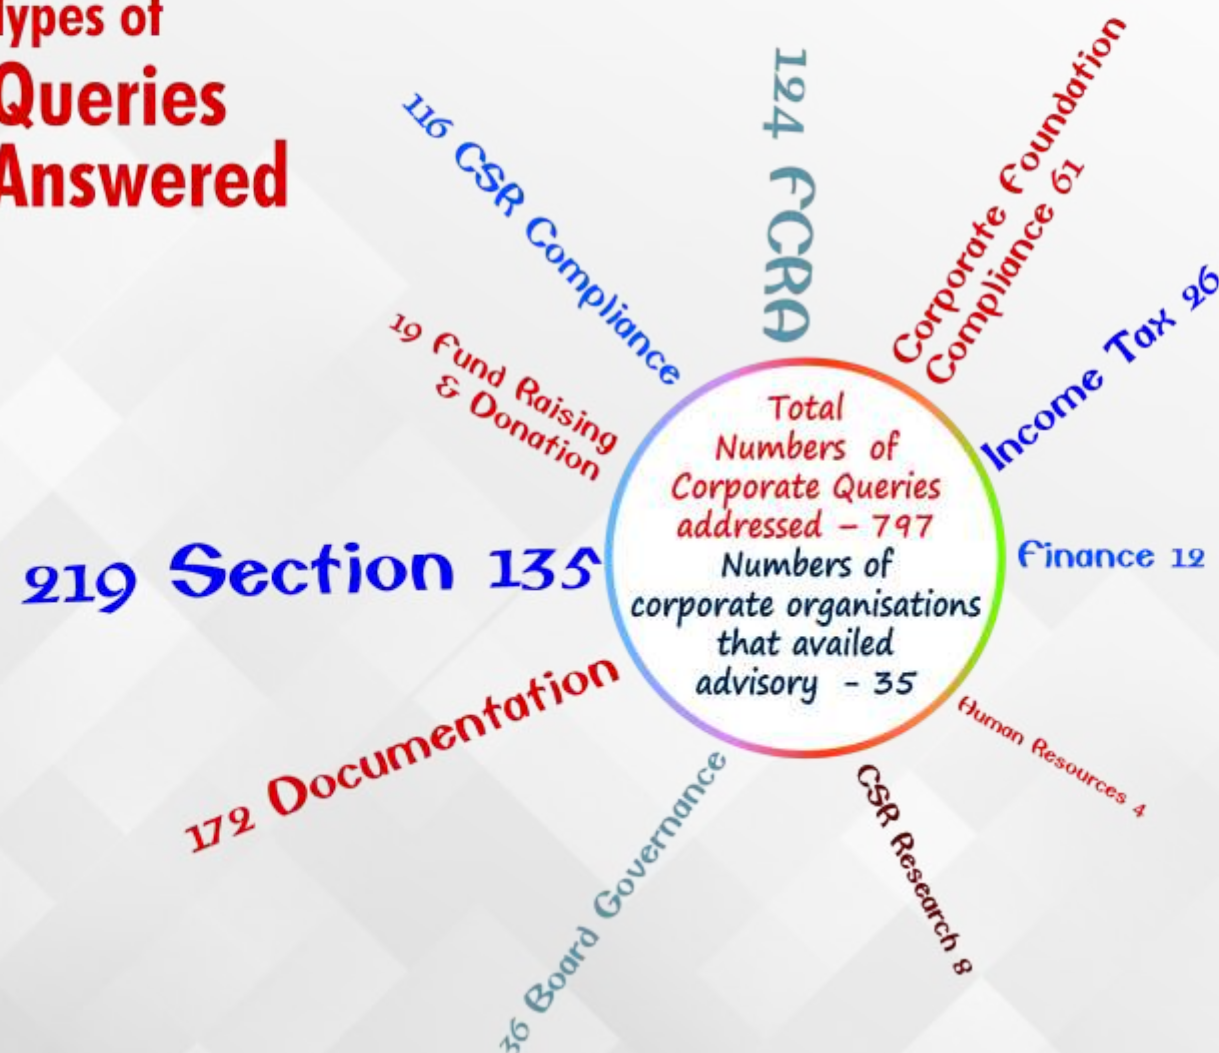 Types of
Queries
Answered
116 CSR Compliance
124 FCRA
Corporate Foundation
Compliance 61
Income Tax 26
19 Fund Raising
& Donation
Total
Numbers of
Corporate Queries
addressed – 797
Numbers of
corporate organisations
that availed
advisory - 35
219 Section 135
Finance 12
172 Documentation
Human Resources 4
36 Board Governance
CSR Research 8